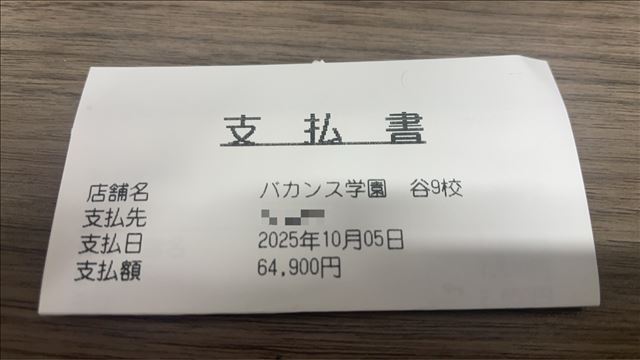 支 払 書
店舗名 バカンス学園 谷9校
支払先
支払日 2025年10月05日
支払額 64,900円